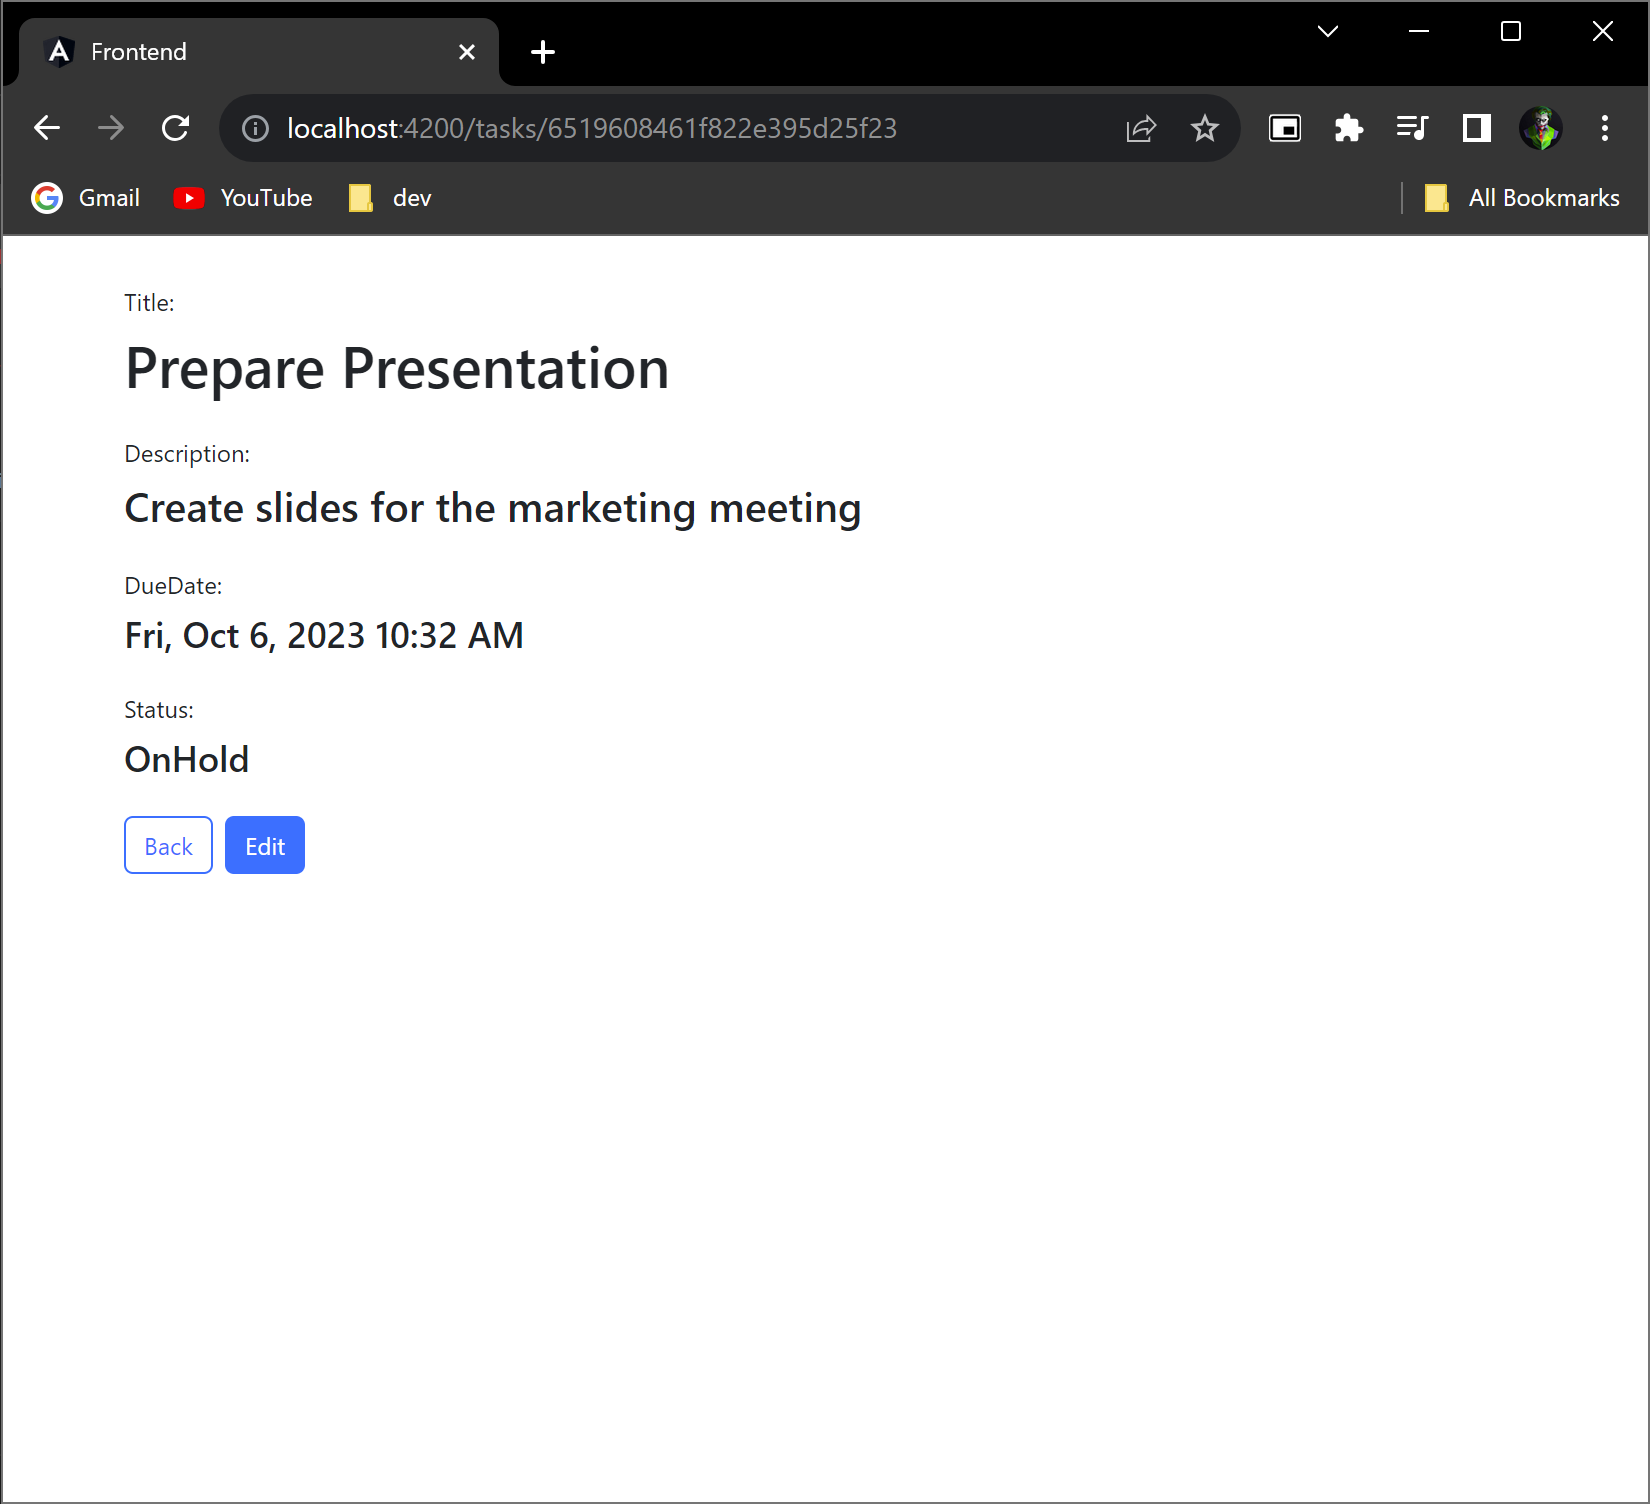 Frontend
localhost:4200/tasks/6519608461f822e395d25f23
Gmail YouTube dev All Bookmarks
Title:
Prepare Presentation
Description:
Create slides for the marketing meeting
DueDate:
Fri, Oct 6, 2023 10:32 AM
Status:
OnHold
Back Edit